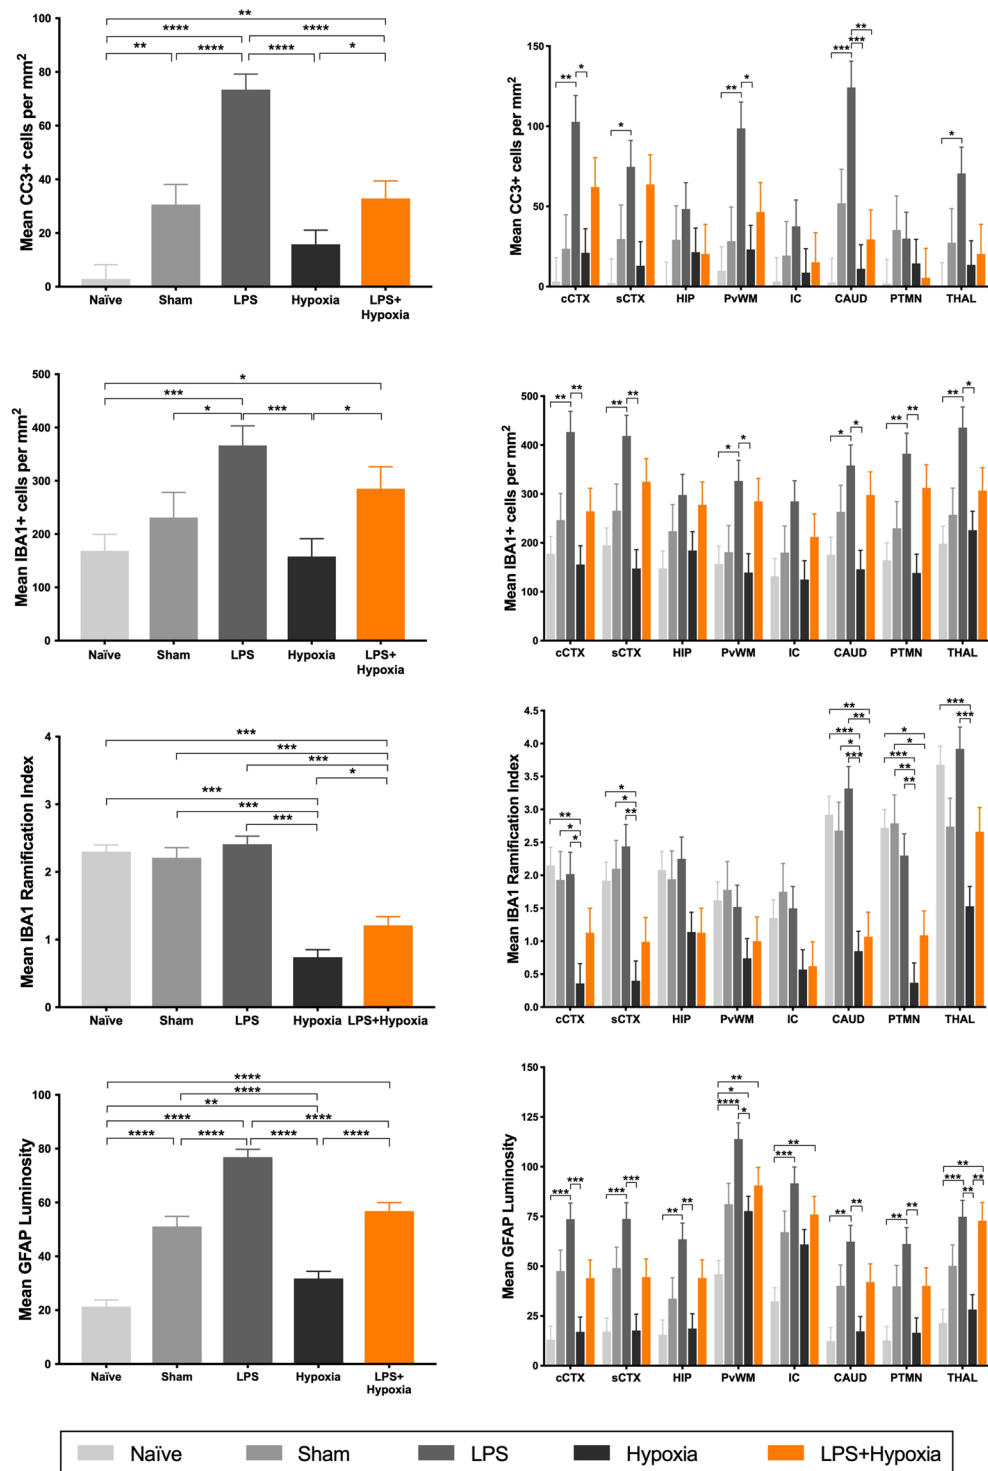 Mean CC3+ cells per mm²
100
80
60
40
20
0
** 
**** ****
** **** **** *
Naïve Sham LPS Hypoxia LPS+
Hypoxia
Mean CC3+ cells per mm²
150
100
50
0
** * * ** * *** *** ** *
cCTX sCTX HIP PvWM IC CAUD PTMN THAL
Mean IBA1+ cells per mm²
500
400
300
200
100
0
*
***
* *** *
Naïve Sham LPS Hypoxia LPS+
Hypoxia
Mean IBA1+ cells per mm²
500
400
300
200
100
0
** ** ** ** * * * * ** ** ** *
cCTX sCTX HIP PvWM IC CAUD PTMN THAL
Mean IBA1 Ramification Index
4
3
2
1
0
***
***
***
*
***
***
***
Naïve Sham LPS Hypoxia LPS+Hypoxia
Mean IBA1 Ramification Index
4.5
4.0
3.5
3.0
2.5
2.0
1.5
1.0
0.5
0.0
** * *
* * **
** ** *** * ***
* * *** ** **
*** ***
cCTX sCTX HIP PvWM IC CAUD PTMN THAL
Mean GFAP Luminosity
100
80
60
40
20
0
****
****
**
**** ****
**** **** **** ****
Naïve Sham LPS Hypoxia LPS+
Hypoxia
Mean GFAP Luminosity
150
125
100
75
50
25
0
*** *** *** *** ** **
** * **** *
** ***
** ** ** **
** *** ** **
cCTX sCTX HIP PvWM IC CAUD PTMN THAL
Naïve Sham LPS Hypoxia LPS+Hypoxia